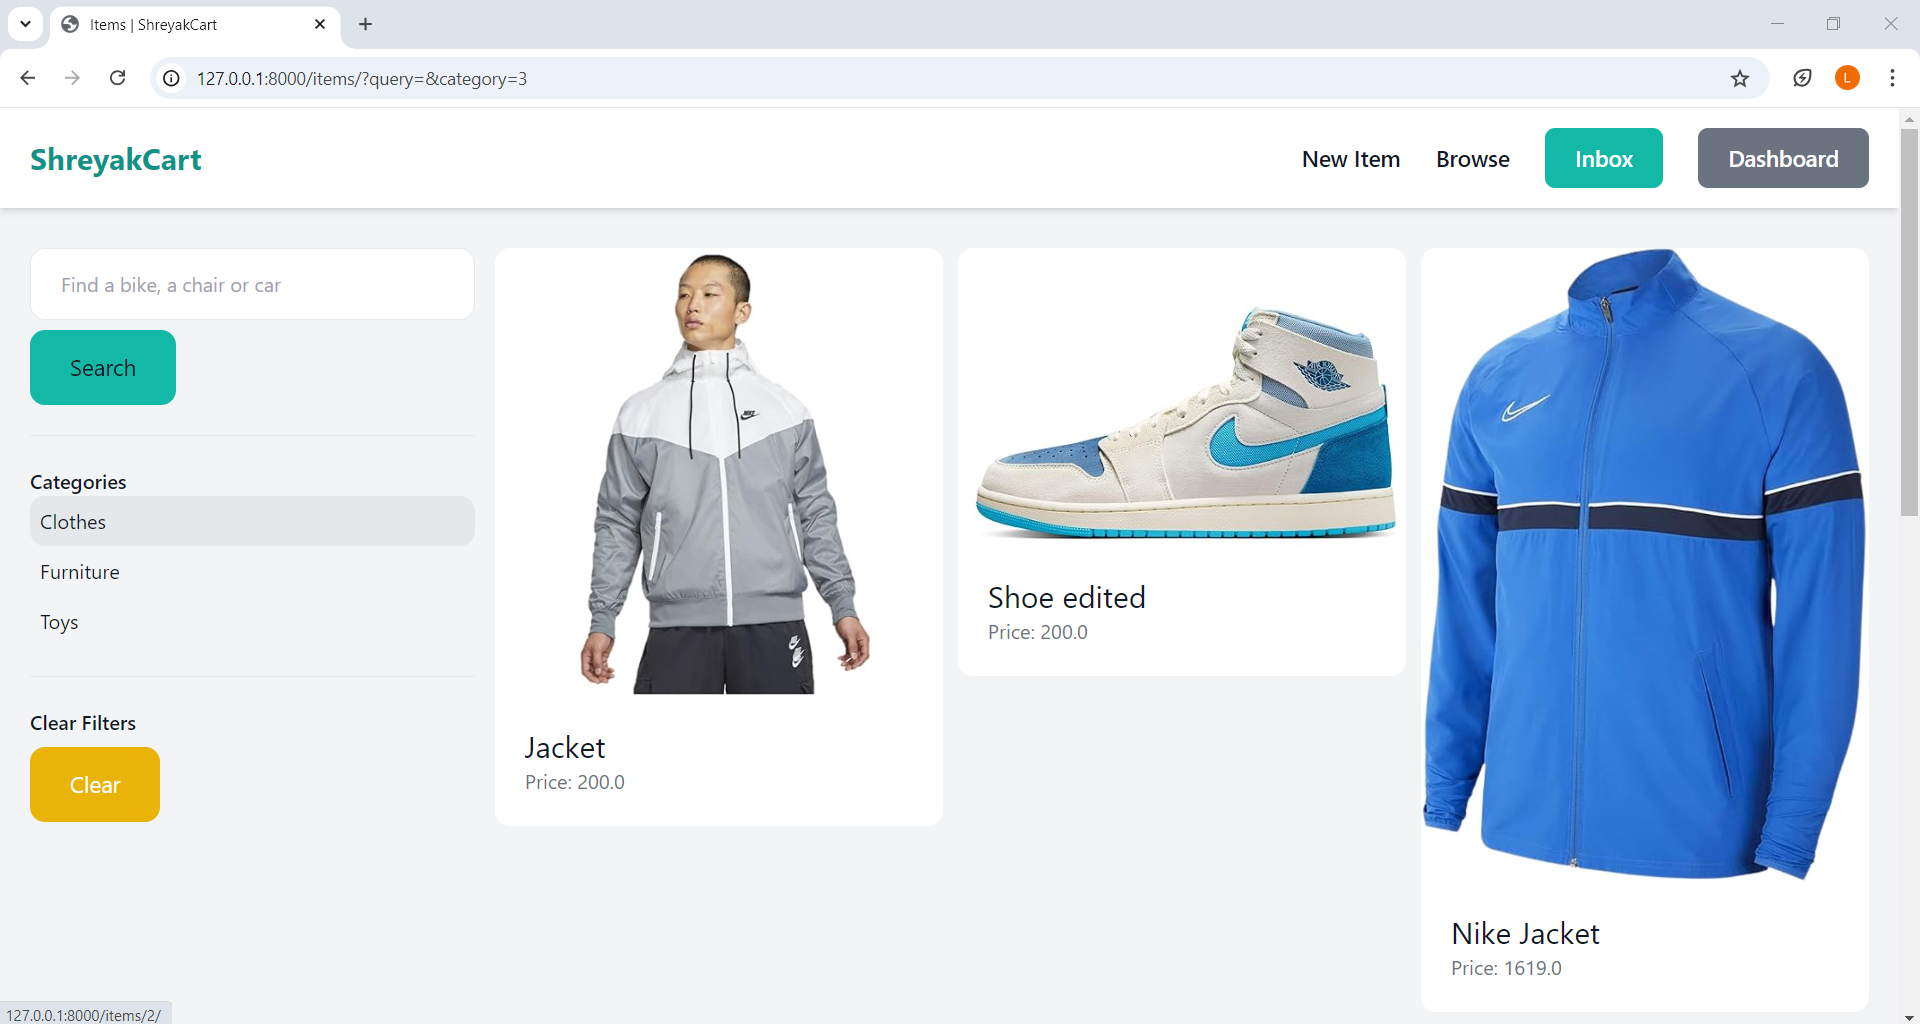 Items | ShreyakCart
127.0.0.1:8000/items/?query=&category=3
L
ShreyakCart
New Item
Browse
Inbox
Dashboard
Find a bike, a chair or car
Search
Categories
Clothes
Furniture
Toys
Clear Filters
Clear
Jacket
Price: 200.0
Shoe edited
Price: 200.0
Nike Jacket
Price: 1619.0
127.0.0.1:8000/items/2/